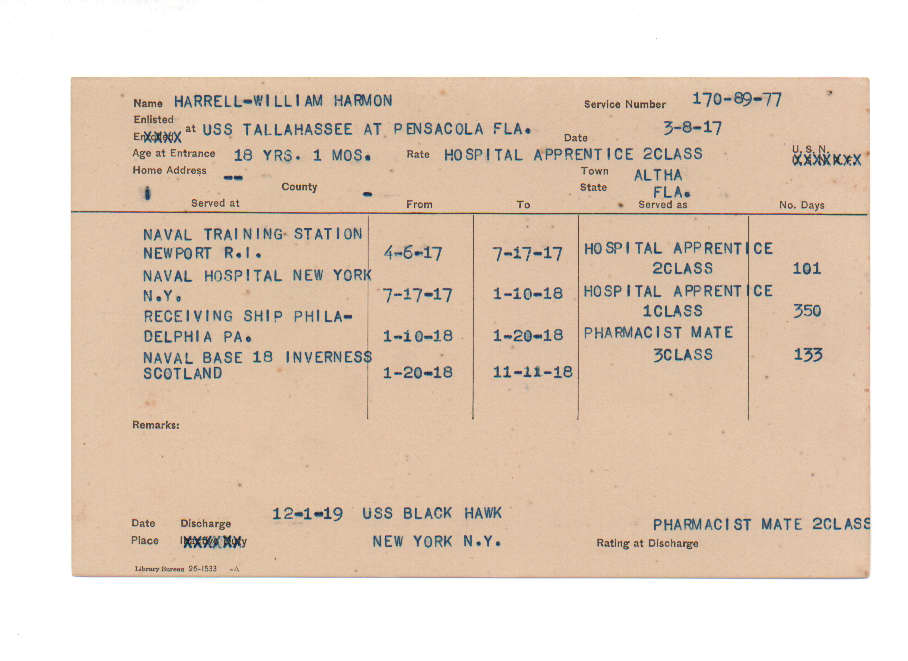 Name HARRELL-WILLIAM HARMON Service Number 170-89-77
Enlisted at USS TALLAHASSEE AT PENSACOLA FLA. Date 3-8-17
Age at Entrance 18 YRS. 1 MOS. Rate HOSPITAL APPRENTICE 2CLASS U.S.N.
Home Address -- County - Town ALTHA
State FLA.
Served at From To Served as No. Days
NAVAL TRAINING STATION
NEWPORT R.I. 4-6-17 7-17-17 HOSPITAL APPRENTICE
2CLASS 101
NAVAL HOSPITAL NEW YORK
N.Y. 7-17-17 1-10-18 HOSPITAL APPRENTICE
1CLASS 350
RECEIVING SHIP PHILA-
DELPHIA PA. 1-10-18 1-20-18 PHARMACIST MATE
3CLASS 133
NAVAL BASE 18 INVERNESS
SCOTLAND 1-20-18 11-11-18
Remarks:
Date Discharge 12-1-19 USS BLACK HAWK
Place NEW YORK N.Y.
PHARMACIST MATE 2CLASS
Rating at Discharge
Library Bureau 26-1533 -A